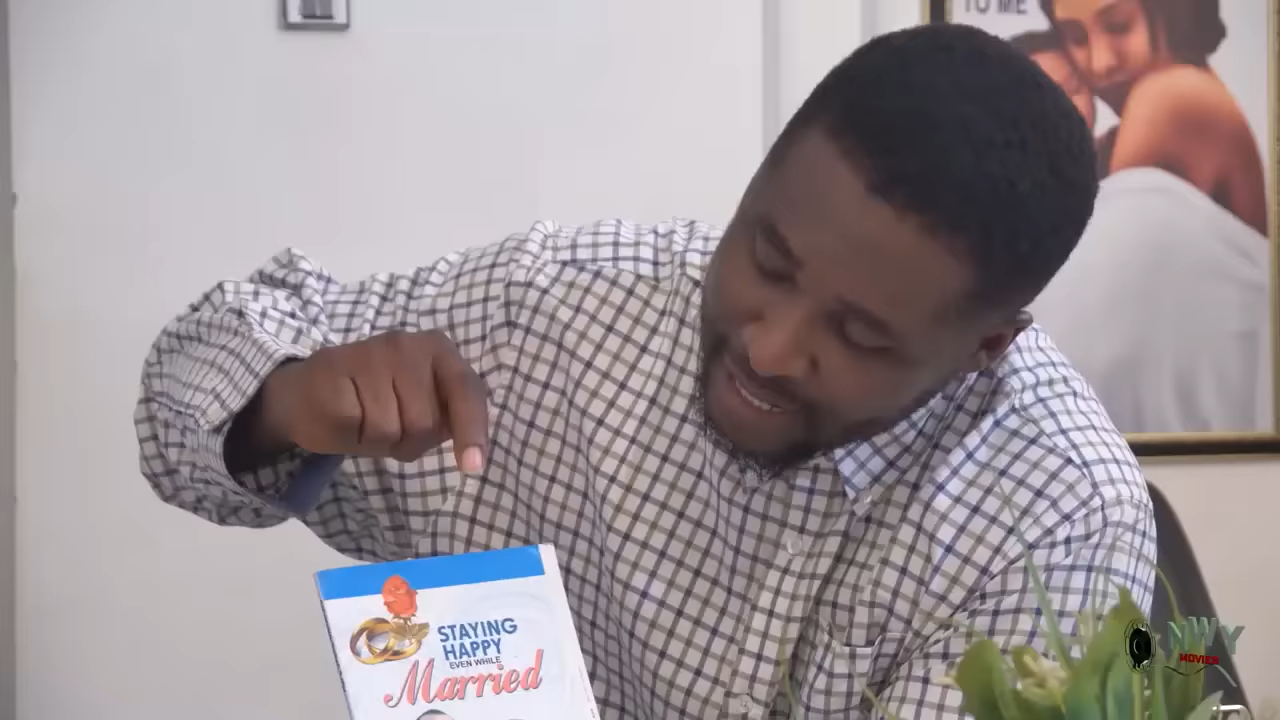 TO ME
STAYING
HAPPY
EVEN WHILE
Married
NWY
MOVIES